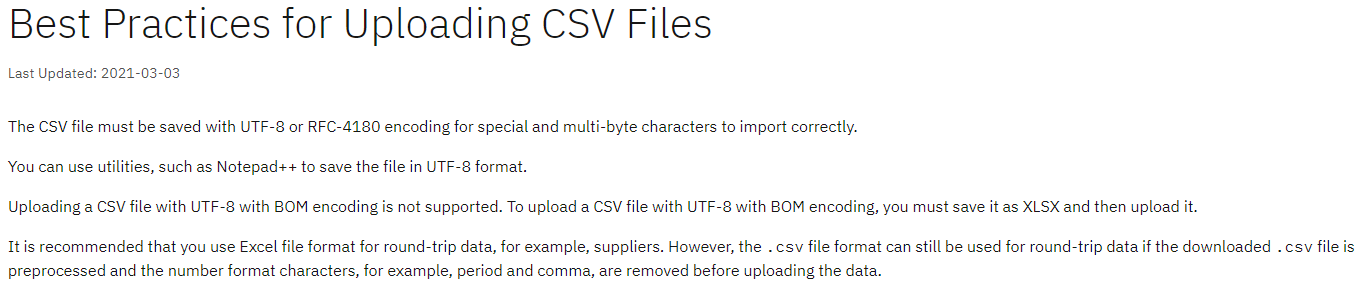 Best Practices for Uploading CSV Files
Last Updated: 2021-03-03
The CSV file must be saved with UTF-8 or RFC-4180 encoding for special and multi-byte characters to import correctly.
You can use utilities, such as Notepad++ to save the file in UTF-8 format.
Uploading a CSV file with UTF-8 with BOM encoding is not supported. To upload a CSV file with UTF-8 with BOM encoding, you must save it as XLSX and then upload it.
It is recommended that you use Excel file format for round-trip data, for example, suppliers. However, the .csv file format can still be used for round-trip data if the downloaded .csv file is
preprocessed and the number format characters, for example, period and comma, are removed before uploading the data.